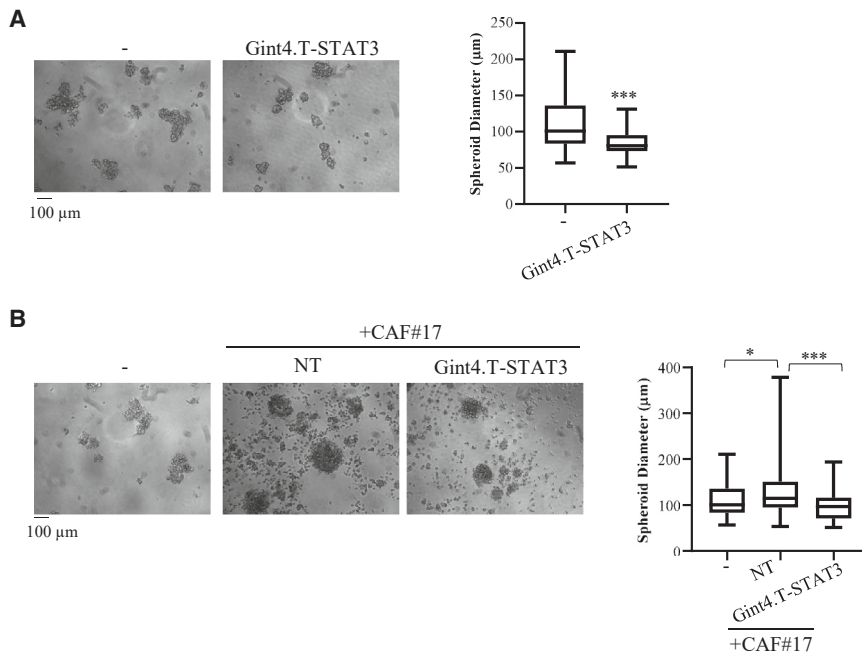 A
-
Gint4.T-STAT3
100 µm
Spheroid Diameter (µm)
250
200
150
100
50
0
***
-
Gint4.T-STAT3
B
+CAF#17
-
NT
Gint4.T-STAT3
100 µm
Spheroid Diameter (µm)
400
300
200
100
0
*
***
-
NT
Gint4.T-STAT3
+CAF#17